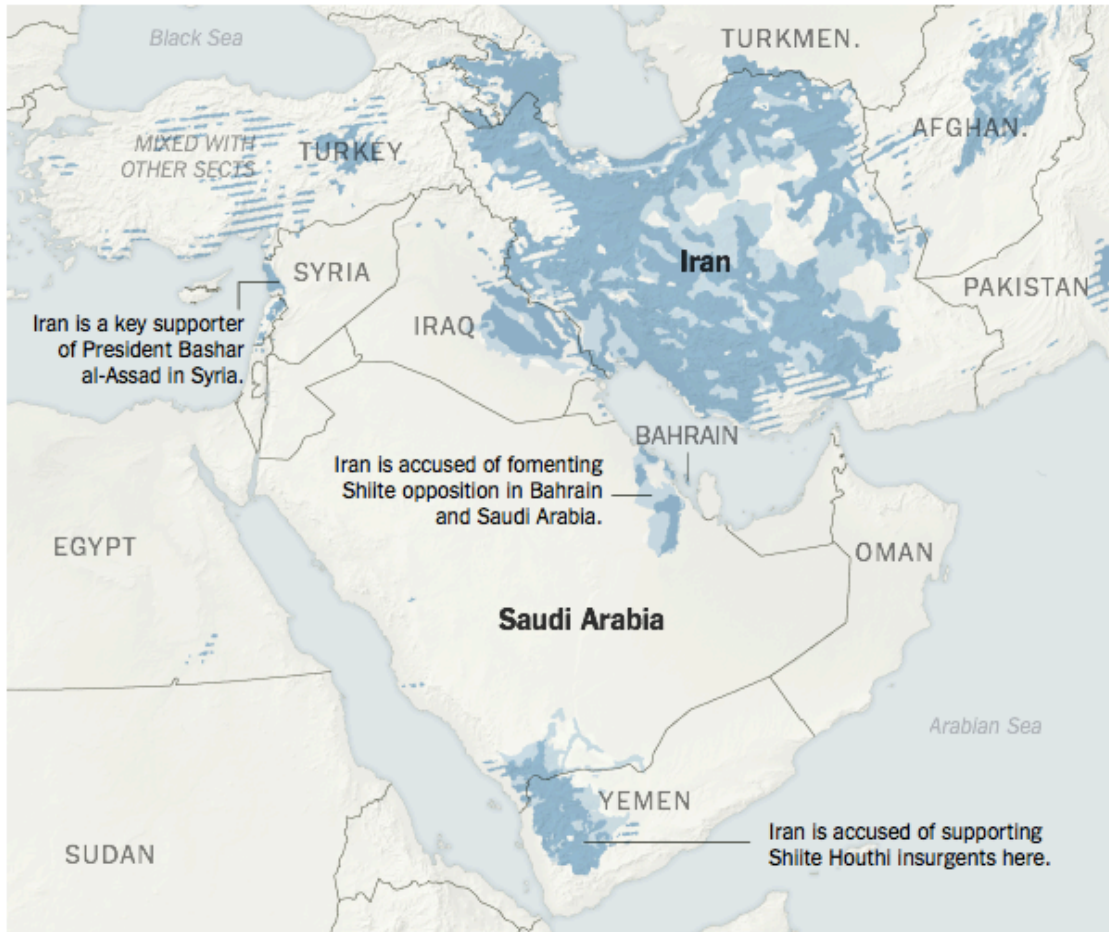 Black Sea
TURKMEN.
MIXED WITH
OTHER SECTS
TURKEY
AFGHAN.
SYRIA
Iran
PAKISTAN
Iran is a key supporter
of President Bashar
al-Assad in Syria.
IRAQ
BAHRAIN
Iran is accused of fomenting
Shiite opposition in Bahrain
and Saudi Arabia.
EGYPT
OMAN
Saudi Arabia
Arabian Sea
YEMEN
SUDAN
Iran is accused of supporting
Shiite Houthi insurgents here.